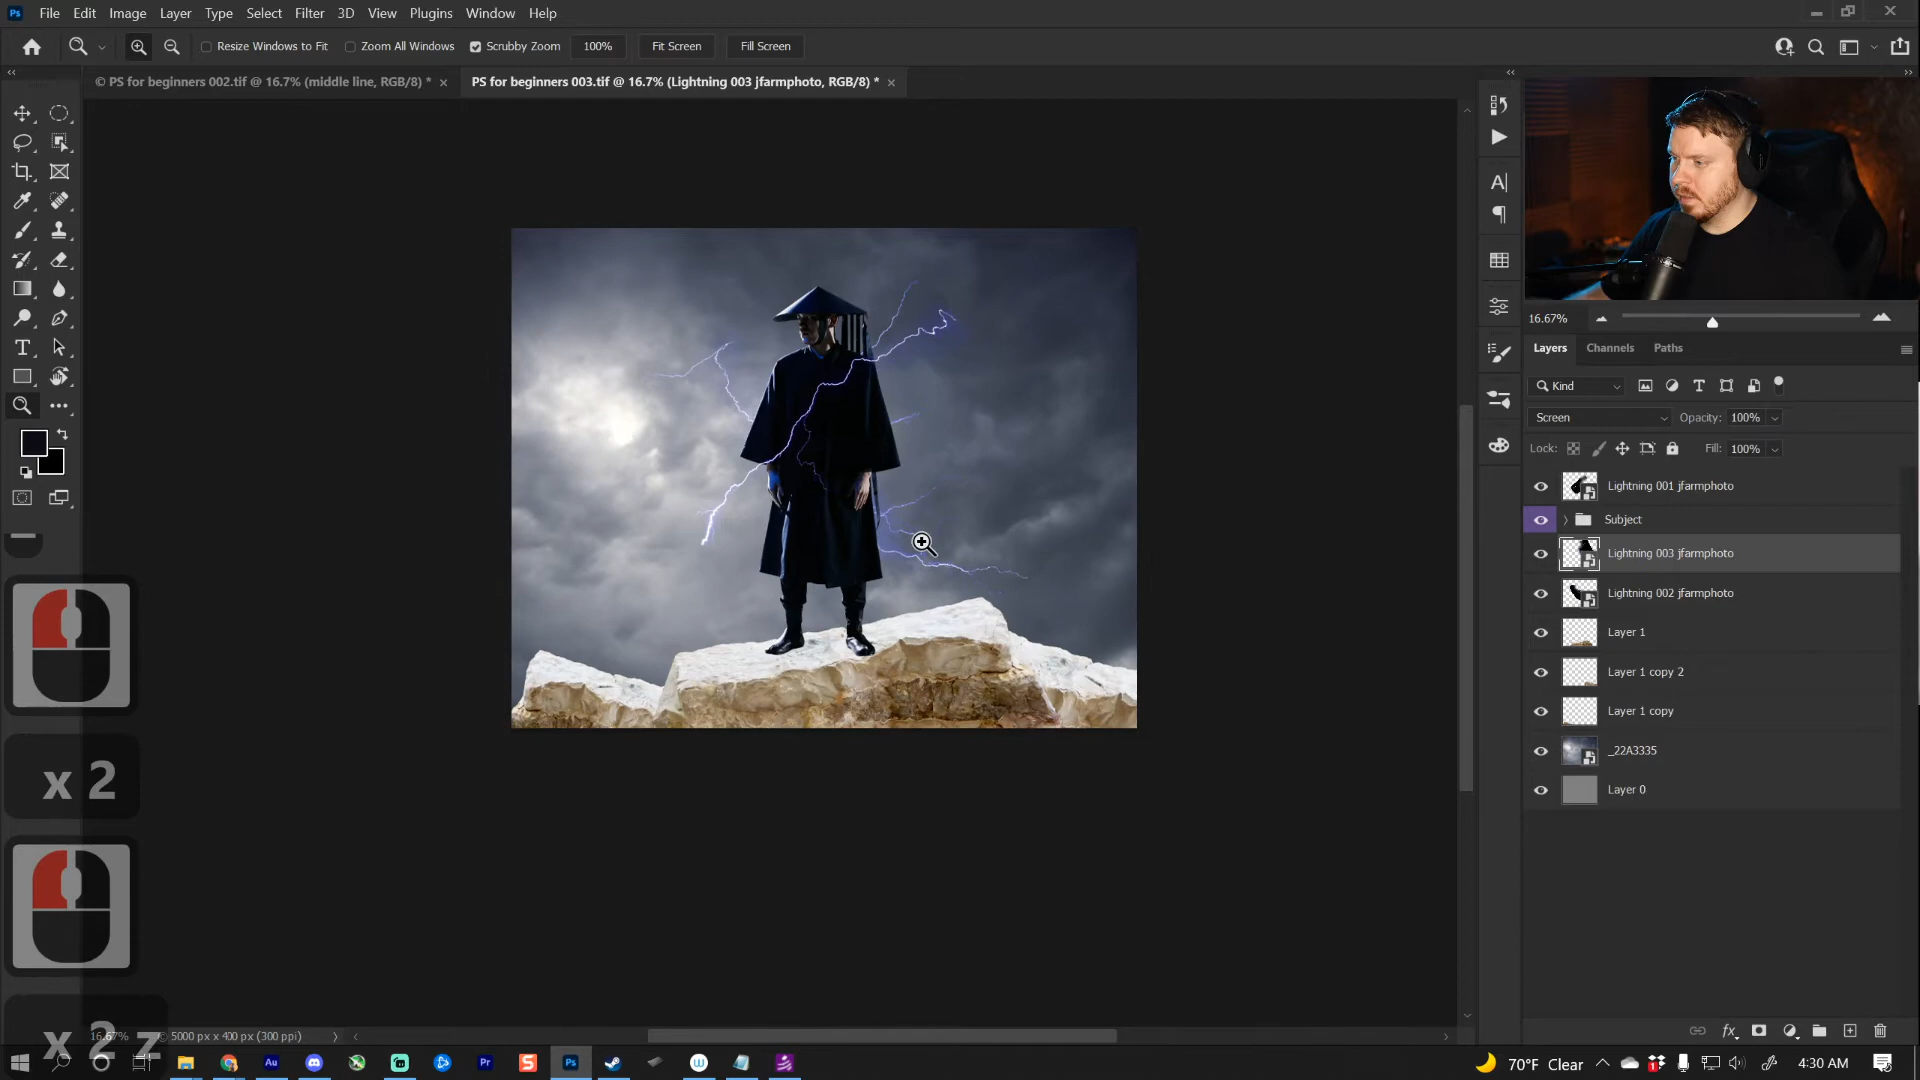 File Edit Image Layer Type Select Filter 3D View Plugins Window Help
Resize Windows to Fit Zoom All Windows Scrubby Zoom 100% Fit Screen Fill Screen
© PS for beginners 002.tif @ 16.7% (middle line, RGB/8) * × PS for beginners 003.tif @ 16.7% (Lightning 003 jfarmphoto, RGB/8) * ×
16.67%
Layers Channels Paths
Kind
Screen Opacity: 100%
Lock: Fill: 100%
Lightning 001 jfarmphoto
Subject
Lightning 003 jfarmphoto
Lightning 002 jfarmphoto
Layer 1
Layer 1 copy 2
Layer 1 copy
_22A3335
Layer 0
x 2
x 2 z
16.67% 5000 px x 400 px (300 ppi)
70°F Clear 4:30 AM